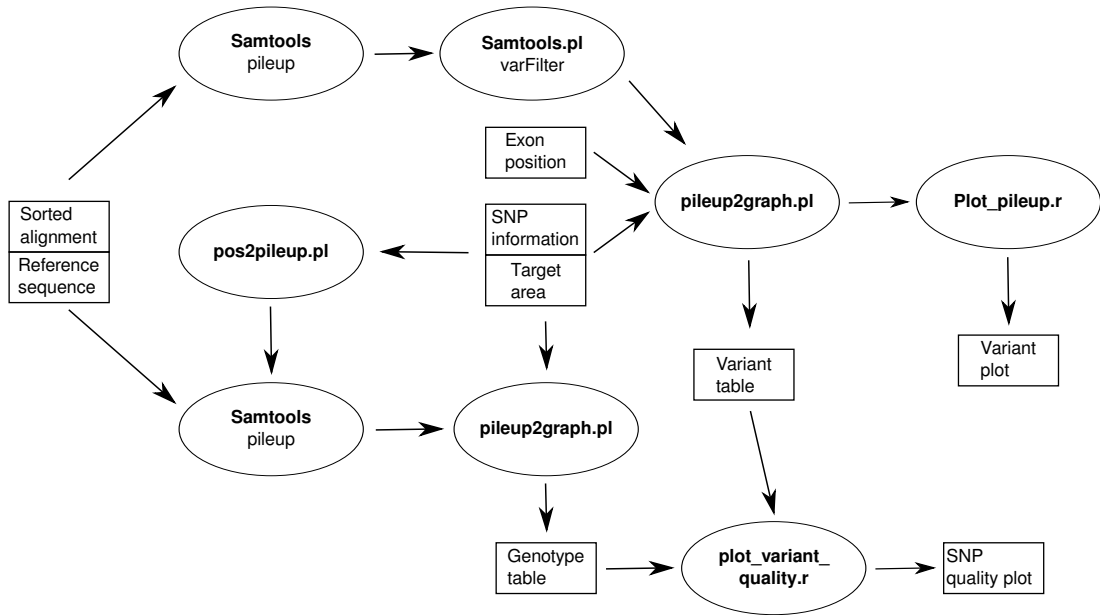 Samtools
pileup
Samtools.pl
varFilter
Exon
position
pileup2graph.pl
Plot_pileup.r
Sorted
alignment
Reference
sequence
pos2pileup.pl
SNP
information
Target
area
Variant
table
Variant
plot
Samtools
pileup
pileup2graph.pl
Genotype
table
plot_variant_
quality.r
SNP
quality plot